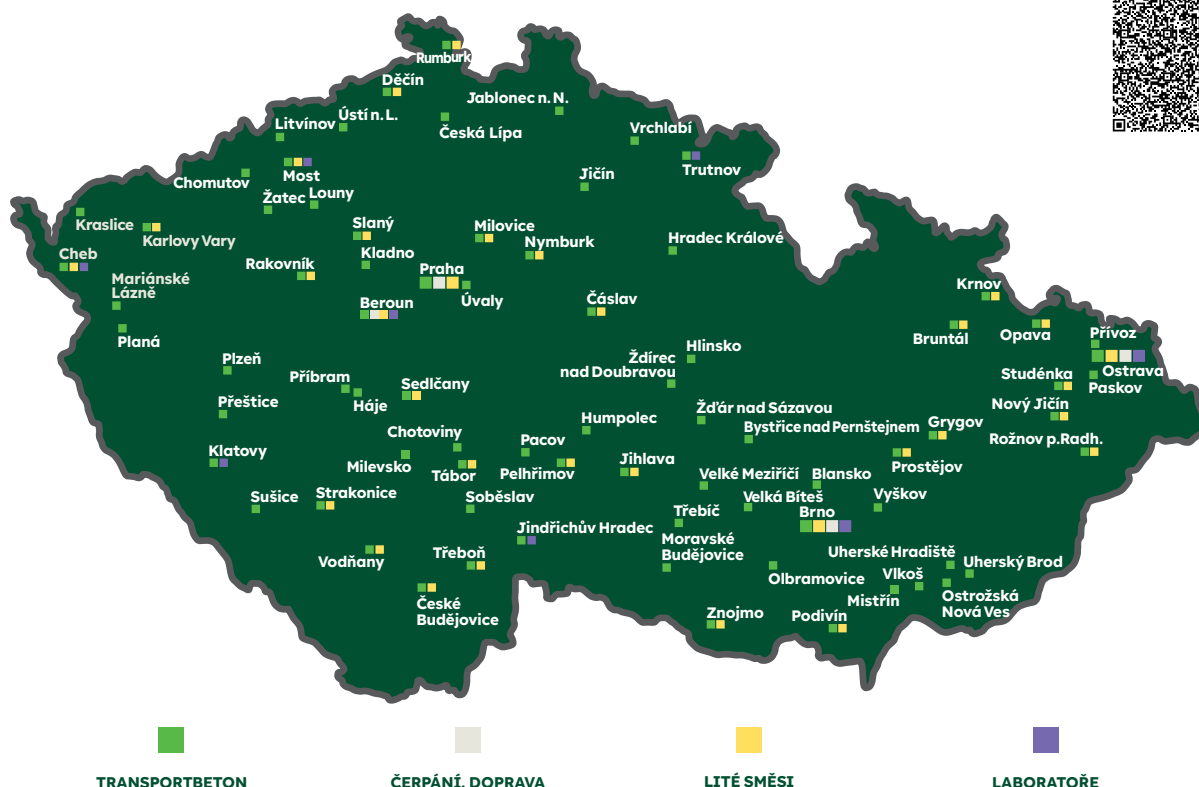 Rumburk
Děčín
Jablonec n. N.
Ústí n. L.
Litvínov
Česká Lípa
Vrchlabí
Most
Trutnov
Chomutov
Jičín
Žatec
Louny
Kraslice
Karlovy Vary
Slaný
Milovice
Nymburk
Hradec Králové
Cheb
Kladno
Rakovník
Praha
Mariánské
Lázně
Úvaly
Beroun
Čáslav
Krnov
Planá
Bruntál
Opava
Přívoz
Plzeň
Hlinsko
Ždírec
nad Doubravou
Ostrava
Studénka
Paskov
Příbram
Háje
Sedlčany
Přeštice
Žďár nad Sázavou
Nový Jičín
Humpolec
Bystřice nad Pernštejnem
Grygov
Chotoviny
Pacov
Rožnov p.Radh.
Klatovy
Milevsko
Tábor
Pelhřimov
Jihlava
Prostějov
Velké Meziříčí
Blansko
Sušice
Strakonice
Soběslav
Velká Bíteš
Vyškov
Třebíč
Brno
Jindřichův Hradec
Moravské
Budějovice
Vodňany
Třeboň
Uherské Hradiště
Uherský Brod
Olbramovice
Vlkoš
Mistřín
Ostrožská
Nová Ves
České
Budějovice
Znojmo
Podivín
TRANSPORTBETON
ČERPÁNÍ, DOPRAVA
LITÉ SMĚSI
LABORATOŘE